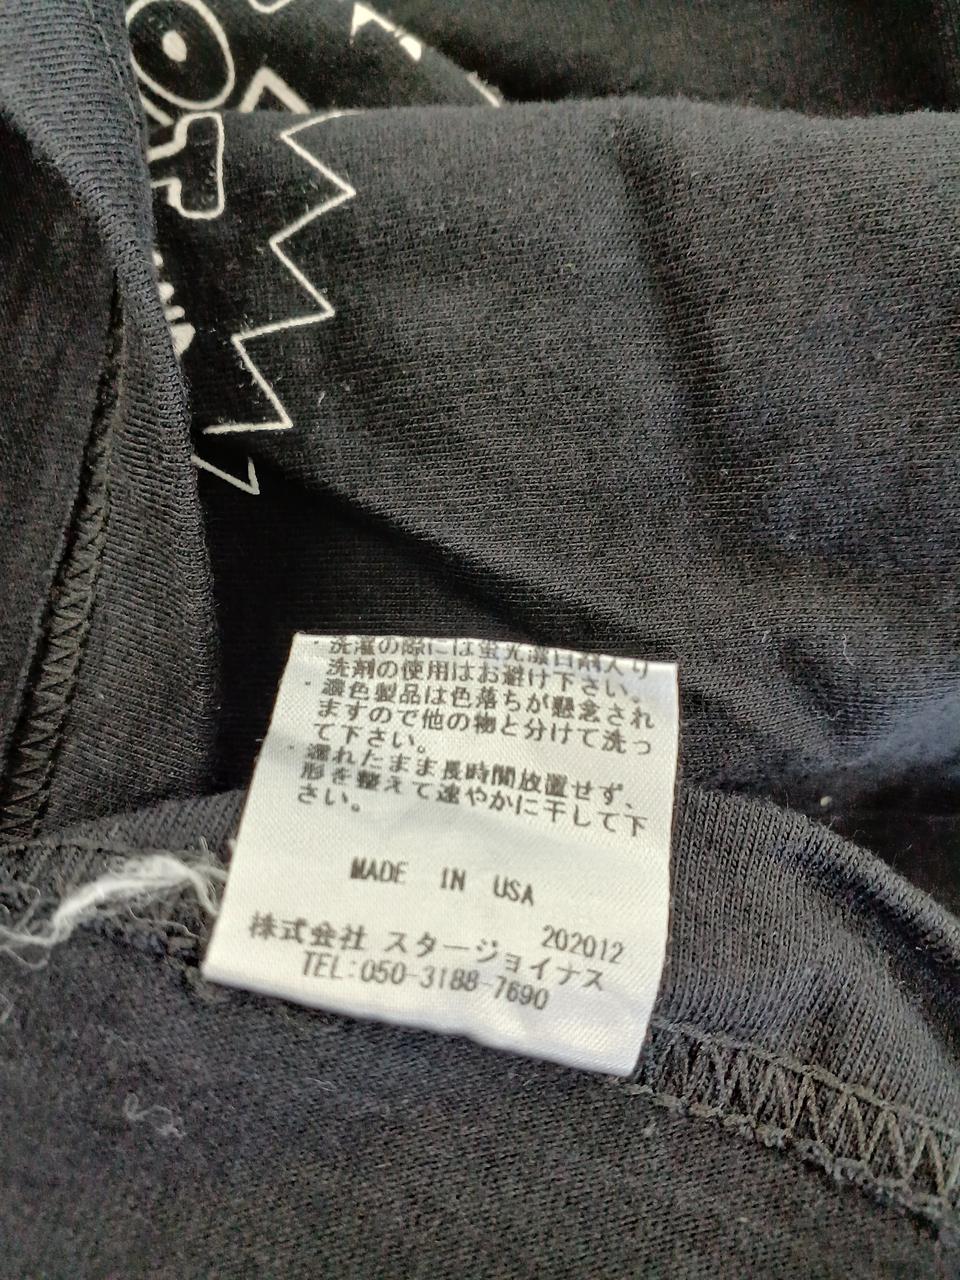 ・洗濯の際には蛍光漂白剤入り
洗剤の使用はお避け下さい。
・濃色製品は色落ちが懸念され
ますので他の物と分けて洗っ
て下さい。
・濡れたまま長時間放置せず、
形を整えて速やかに干して下
さい。
MADE IN USA
202012
株式会社 スタージョイナス
TEL:050-3188-7690